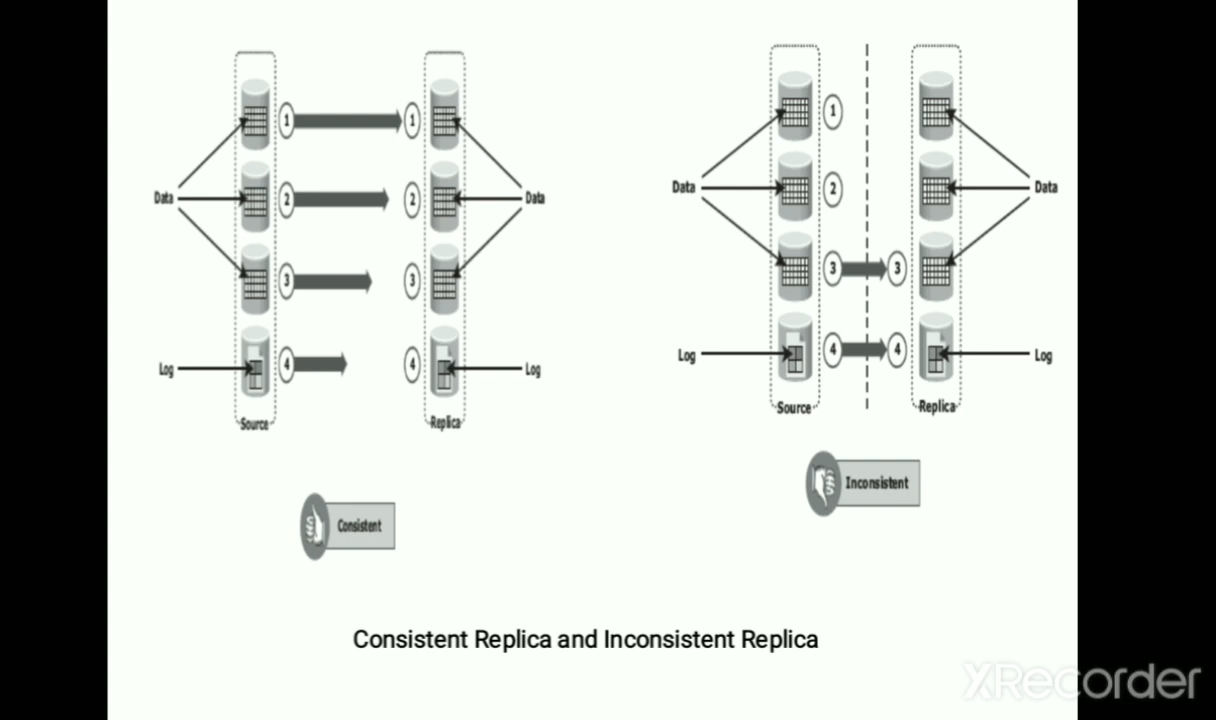 1 1
2 2
Data Data
3 3
4 4
Log Log
Source Replica
Consistent
1
2
Data Data
3 3
4 4
Log Log
Source Replica
Inconsistent
Consistent Replica and Inconsistent Replica
XRecorder